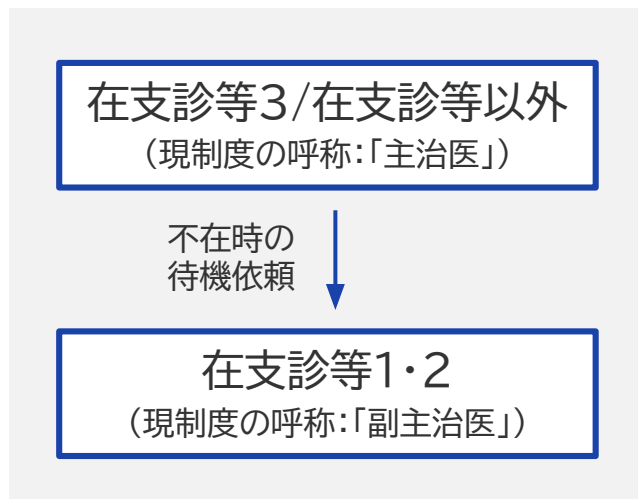 在支診等3/在支診等以外
（現制度の呼称：「主治医」）
不在時の
待機依頼
在支診等1・2
（現制度の呼称：「副主治医」）